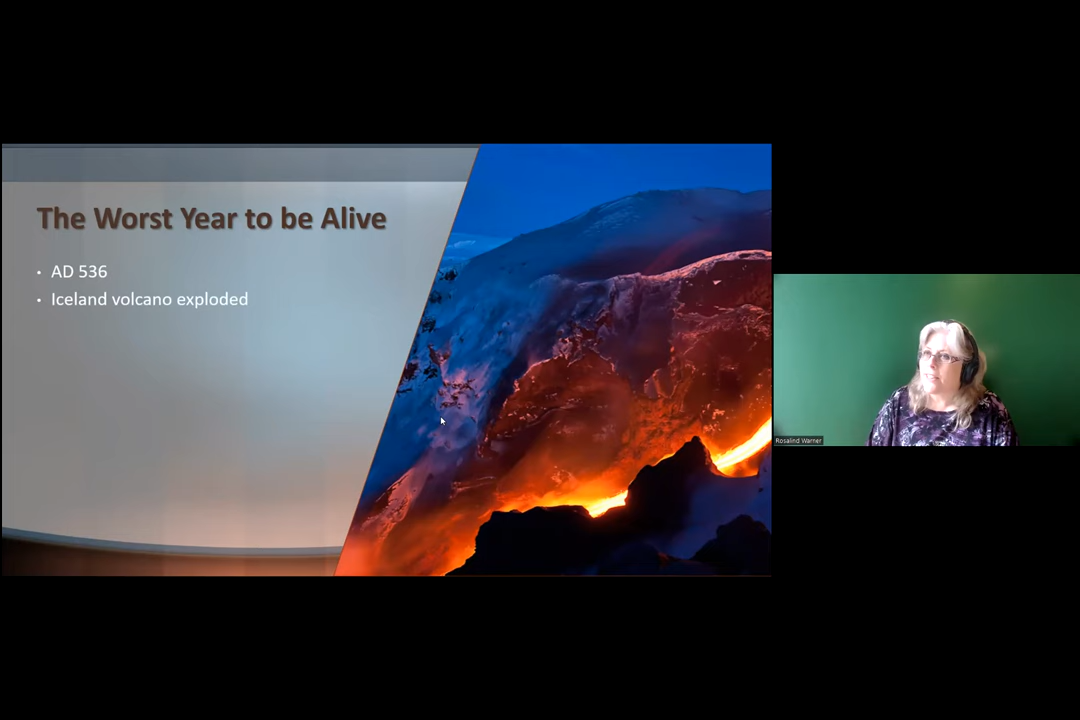 The Worst Year to be Alive
• AD 536
• Iceland volcano exploded
Rosalind Warner